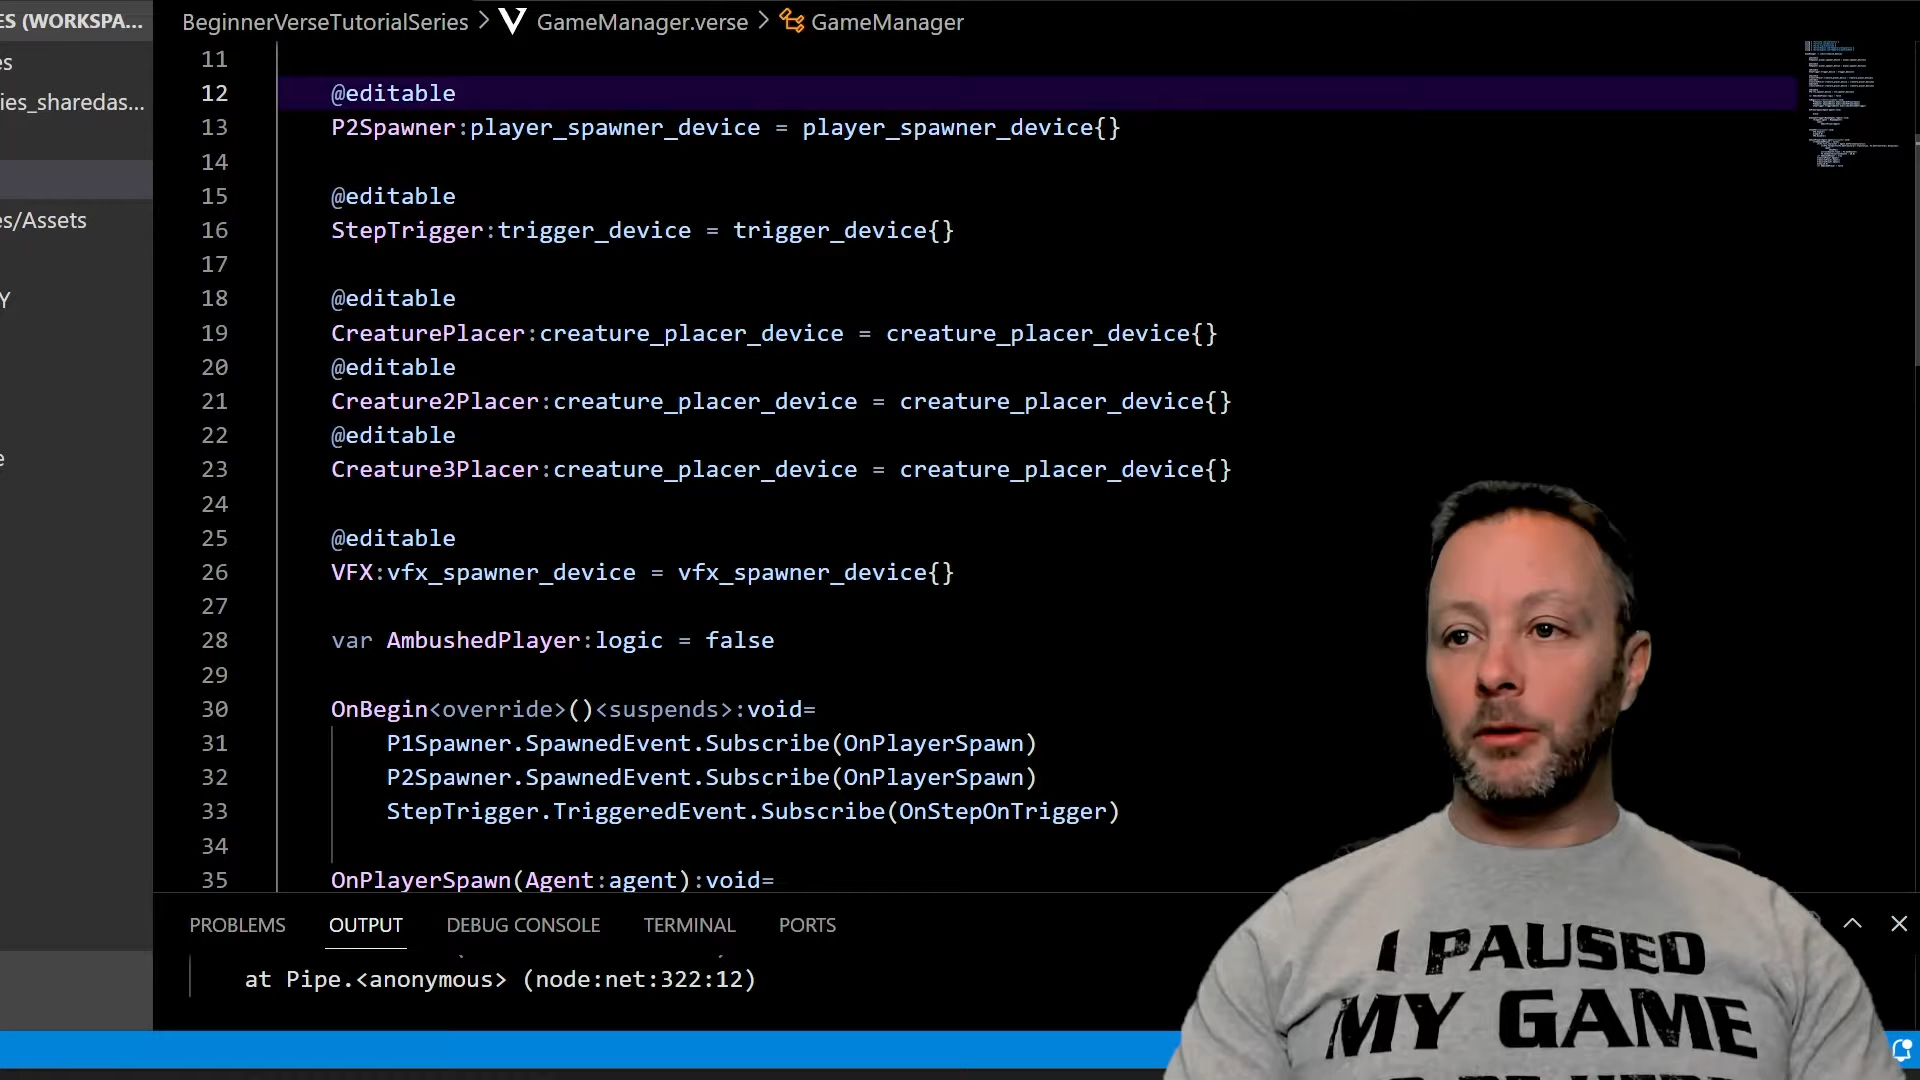 ES (WORKSPA...
BeginnerVerseTutorialSeries > GameManager.verse > GameManager
es
ies_sharedas...
es/Assets
Y
e
11
12 @editable
13 P2Spawner:player_spawner_device = player_spawner_device{}
14
15 @editable
16 StepTrigger:trigger_device = trigger_device{}
17
18 @editable
19 CreaturePlacer:creature_placer_device = creature_placer_device{}
20 @editable
21 Creature2Placer:creature_placer_device = creature_placer_device{}
22 @editable
23 Creature3Placer:creature_placer_device = creature_placer_device{}
24
25 @editable
26 VFX:vfx_spawner_device = vfx_spawner_device{}
27
28 var AmbushedPlayer:logic = false
29
30 OnBegin<override>()<suspends>:void=
31 P1Spawner.SpawnedEvent.Subscribe(OnPlayerSpawn)
32 P2Spawner.SpawnedEvent.Subscribe(OnPlayerSpawn)
33 StepTrigger.TriggeredEvent.Subscribe(OnStepOnTrigger)
34
35 OnPlayerSpawn(Agent:agent):void=
PROBLEMS OUTPUT DEBUG CONSOLE TERMINAL PORTS
at Pipe.<anonymous> (node:net:322:12)
I PAUSED
MY GAME